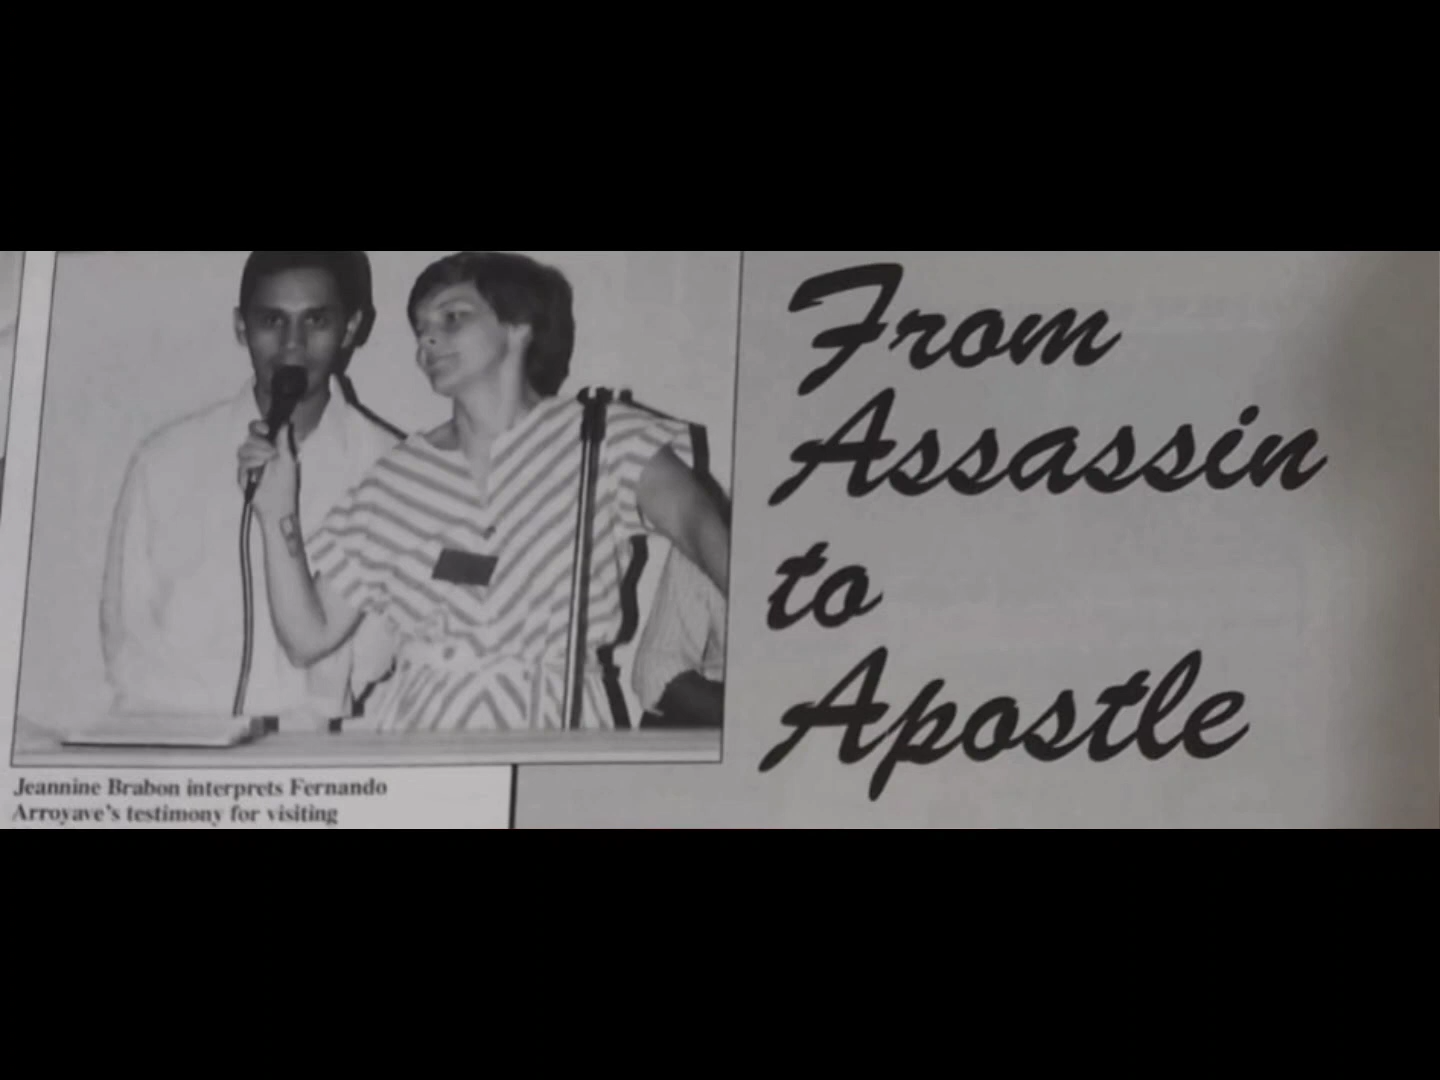 From
Assassin
to
Apostle
Jeannine Brabon interprets Fernando
Arroyave's testimony for visiting